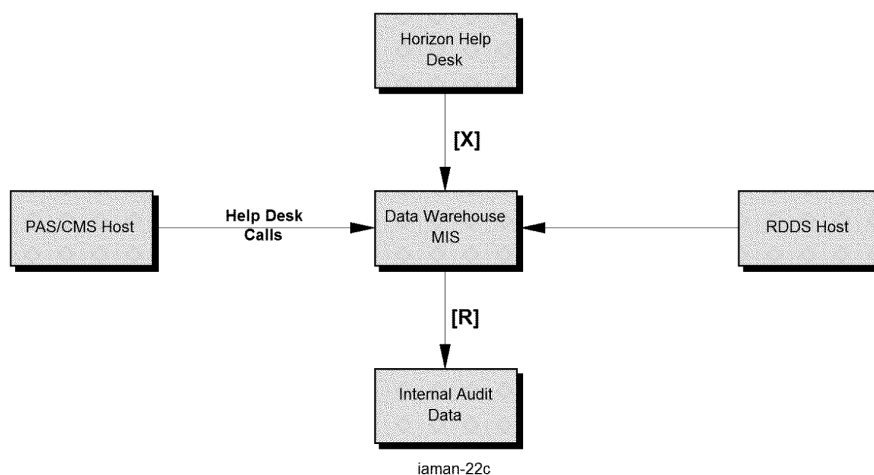 Horizon Help
Desk
[X]
PAS/CMS Host
Help Desk
Calls
Data Warehouse
MIS
RDDS Host
[R]
Internal Audit
Data
iaman-22c